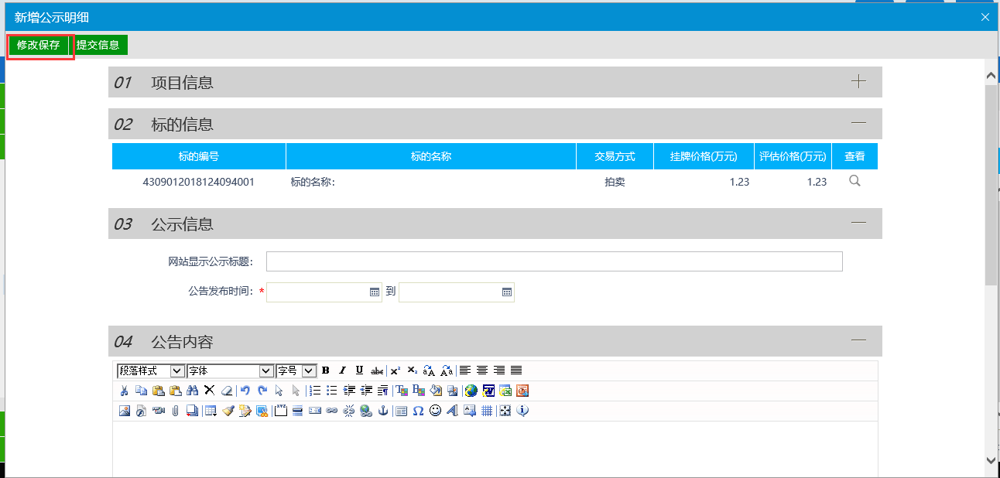 新增公示明细
修改保存 提交信息
01 项目信息
02 标的信息
标的编号 标的名称 交易方式 挂牌价格(万元) 评估价格(万元) 查看
4309012018124094001 标的名称: 拍卖 1.23 1.23
03 公示信息
网站显示公示标题:
公告发布时间: * 到
04 公告内容
段落样式 字体 字号 B I U abc